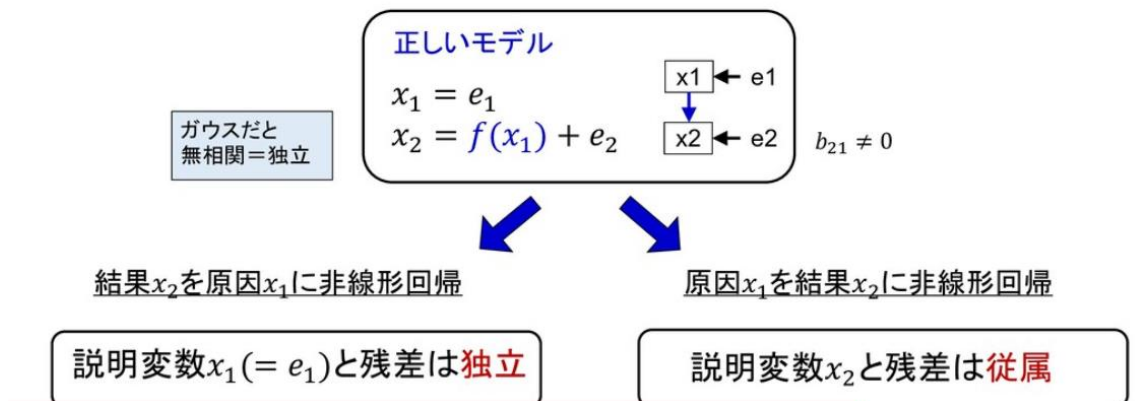 正しいモデル
x₁ = e₁
x₂ = f(x₁) + e₂
x1
e1
x2
e2
b₂₁ ≠ 0
ガウスだと
無相関＝独立
結果x₂を原因x₁に非線形回帰
原因x₁を結果x₂に非線形回帰
説明変数x₁(= e₁)と残差は独立
説明変数x₂と残差は従属